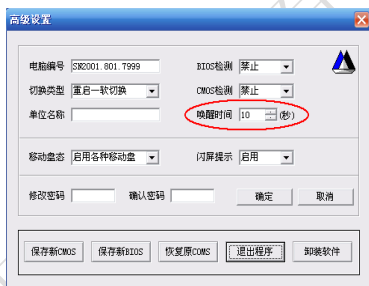 高级设置
电脑编号 SW2001.801.7999 BIOS检测 禁止
切换类型 重启一软切换 CMOS检测 禁止
单位名称 唤醒时间 10 (秒)
移动盘态 启用各种移动盘 闪屏提示 启用
修改密码 确认密码 确定 取消
保存新CMOS 保存新BIOS 恢复原COMS 退出程序 卸装软件